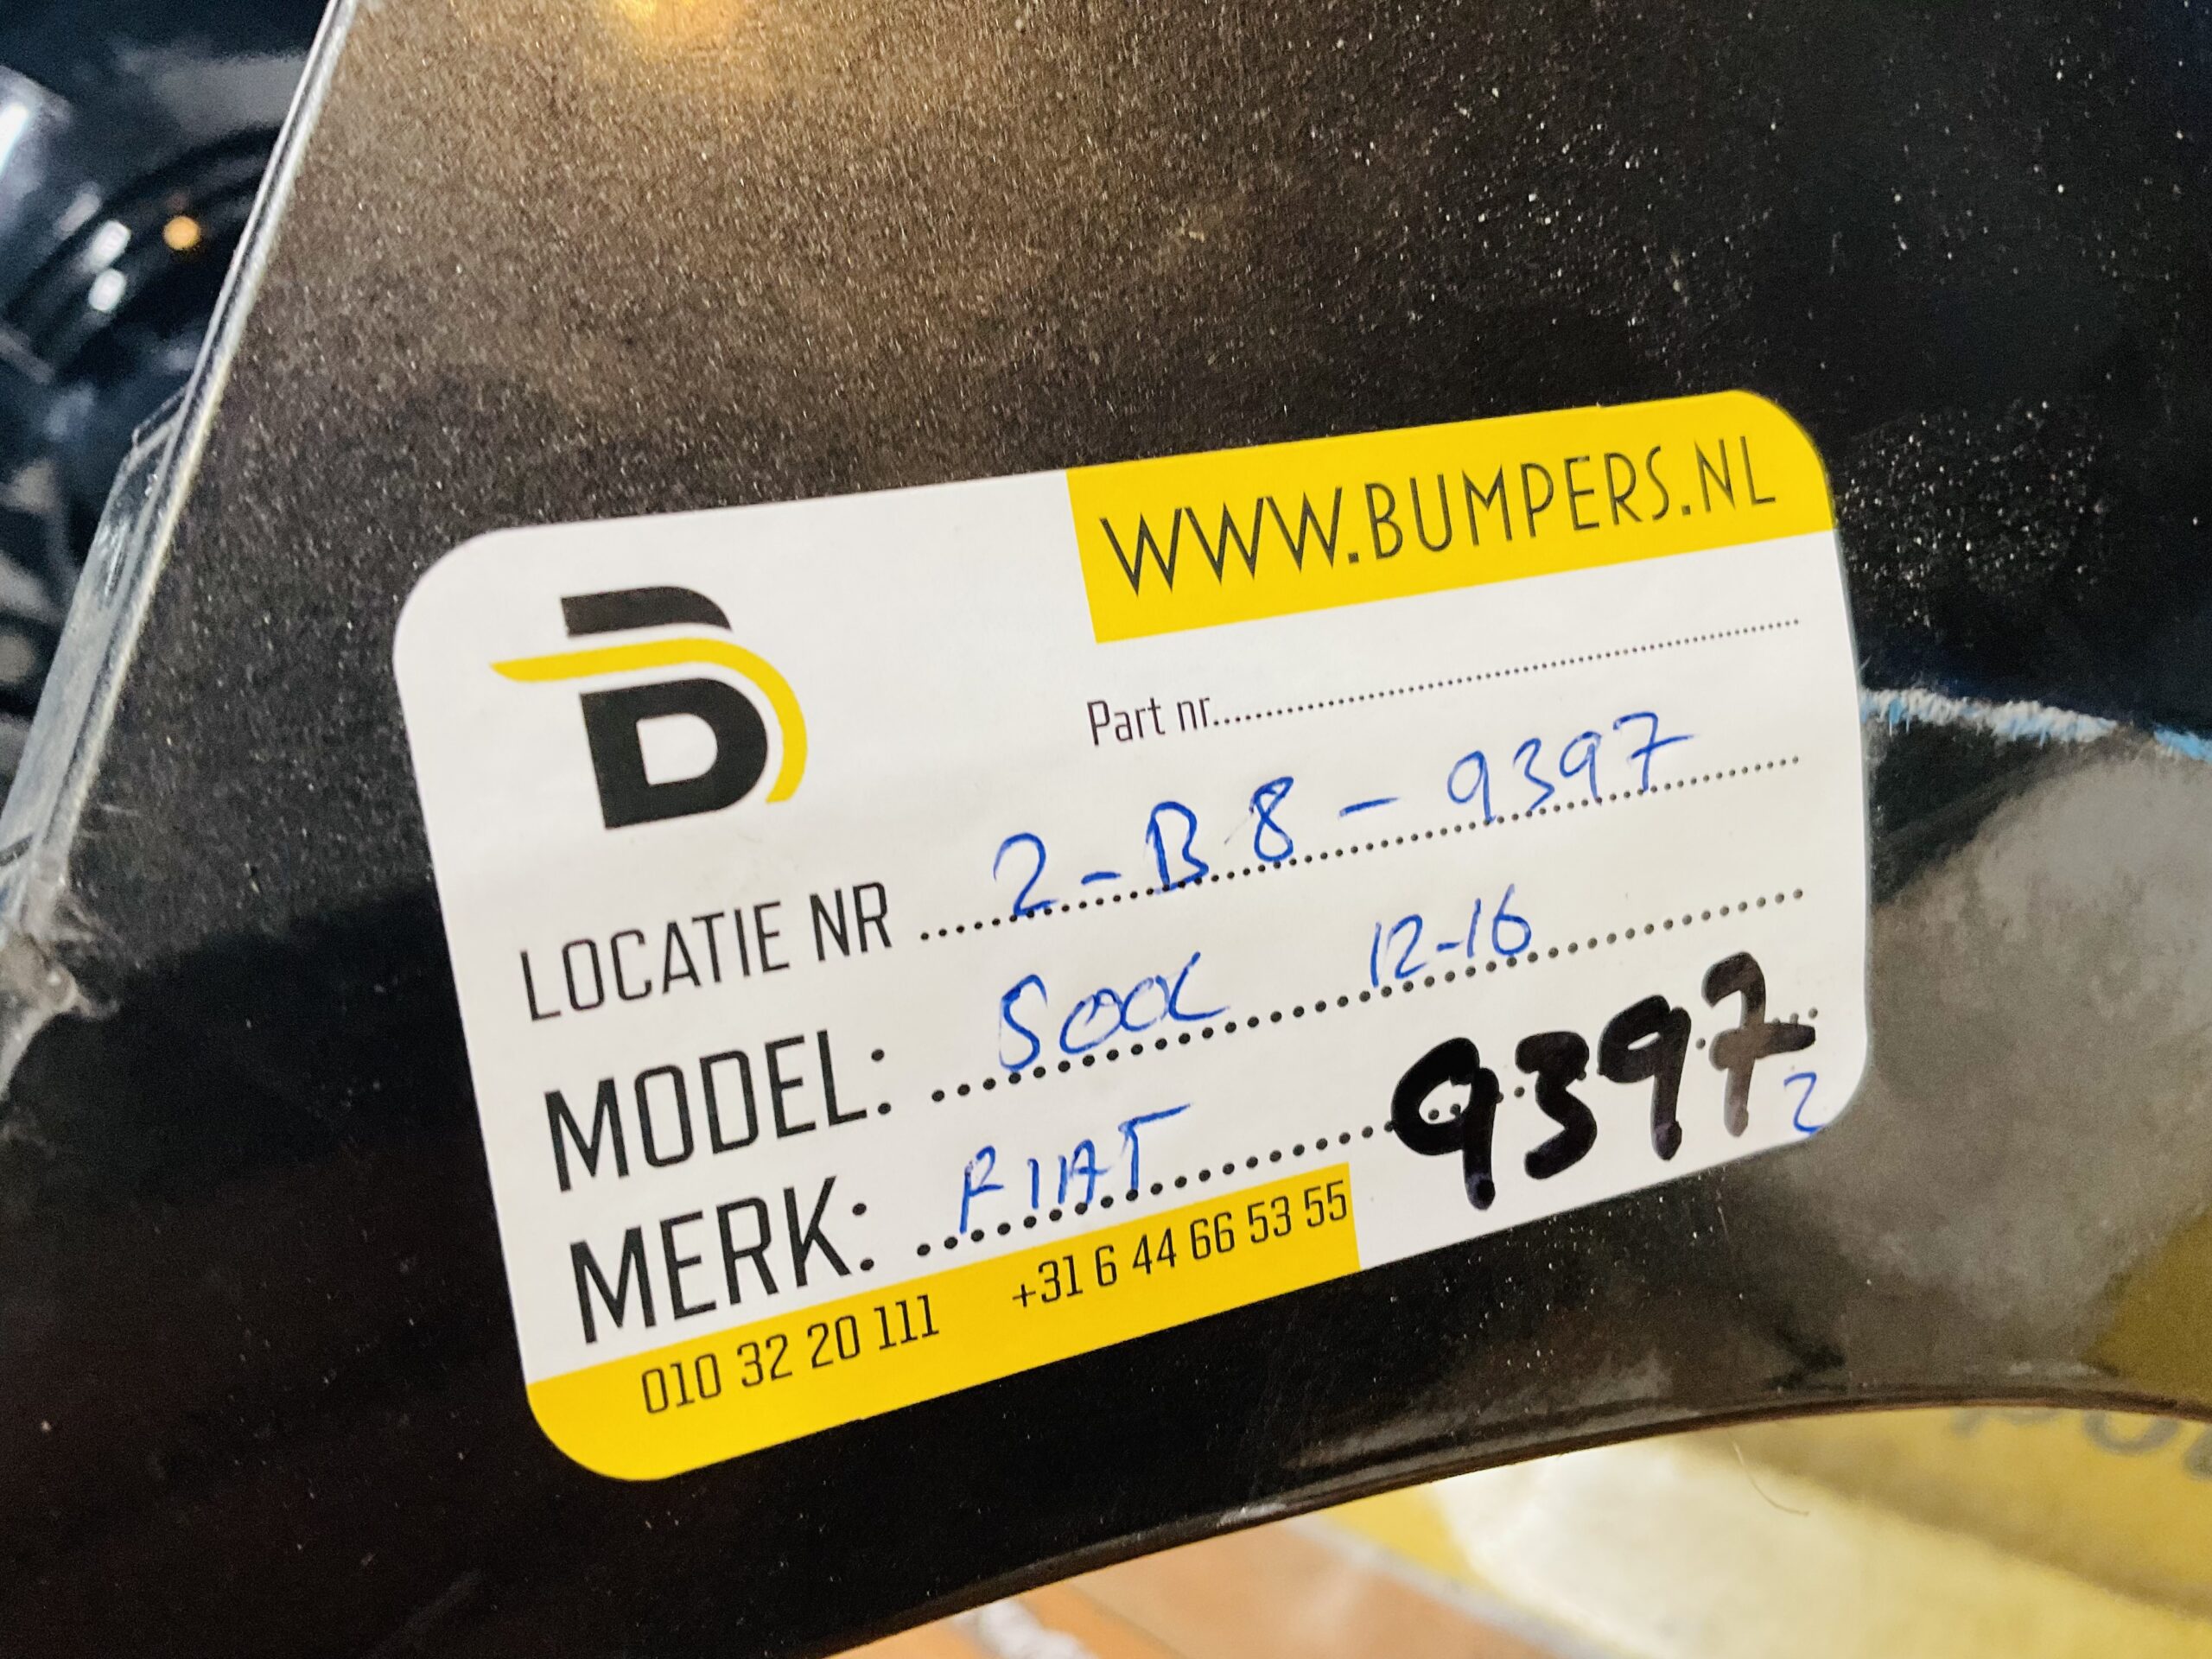 WWW.BUMPERS.NL
Part nr.
LOCATIE NR 2-B8-9397
MODEL: 500L 12-16
MERK: FIAT 9397 2
010 32 20 111 +31 6 44 66 53 55